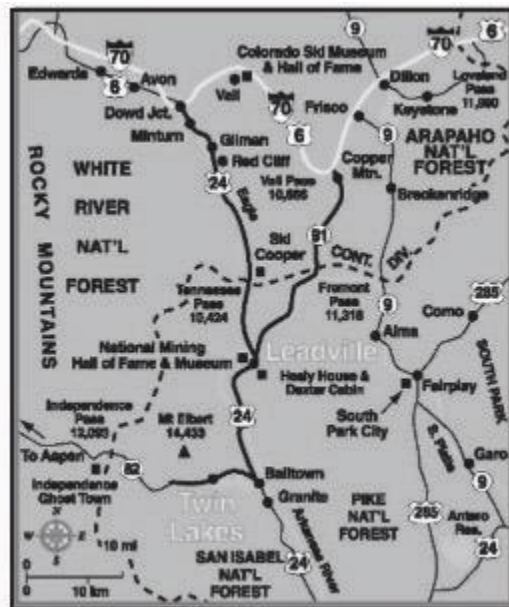 9
70
6
70
Colorado Ski Museum
& Hall of Fame
Edwards
6
Avon
Vail
70
Dillon
Loveland
Pass
11,990
Dowd Jct.
Frisco
Keystone
Minturn
6
9
ARAPAHO
NAT'L
FOREST
Gilman
Red Cliff
Copper
Mtn.
Vail Pass
10,666
24
Eagle
Breckenridge
ROCKY MOUNTAINS
WHITE
RIVER
NAT'L
FOREST
Ski
Cooper
91
CONT.
DIV.
Tennessee
Pass
10,424
Fremont
Pass
11,318
9
285
Como
Alma
National Mining
Hall of Fame & Museum
Leadville
SOUTH PARK
Healy House &
Dexter Cabin
Fairplay
Independence
Pass
12,093
Mt Elbert
14,433
24
South
Park City
To Aspen
82
Independence
Ghost Town
Balltown
S. Platte
Garo
9
Twin
Lakes
Granite
PIKE
NAT'L
FOREST
285
Antero
Res.
24
N
W
E
S
10 mi
10 km
0
SAN ISABEL
NAT'L
FOREST
24
Arkansas River